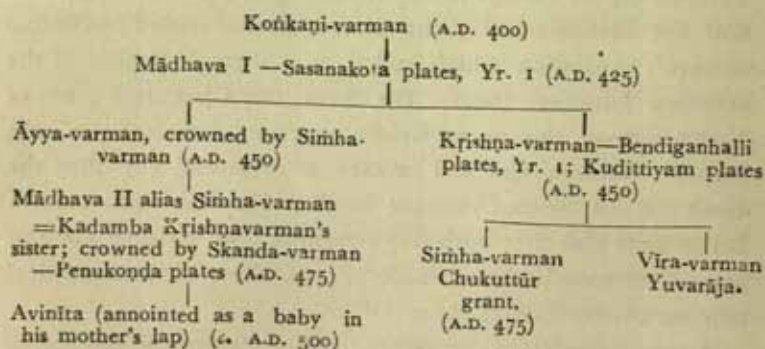 Końkaṇi-varman (A.D. 400)
Mādhava I—Sasanakoṭa plates, Yr. 1 (A.D. 425)
Āyya-varman, crowned by Siṁha-
varman (A.D. 450)
Mādhava II alias Siṁha-varman
=Kadamba Kṛishṇavarman's
sister; crowned by Skanda-varman
—Penukoṇḍa plates (A.D. 475)
Avinīta (annointed as a baby in
his mother's lap) (c. A.D. 500)
Kṛishṇa-varman—Bendiganhalli
plates, Yr. 1; Kudittiyam plates
(A.D. 450)
Siṁha-varman
Chukuttūr
grant.
(A.D. 475)
Vīra-varman
Yuvarāja.